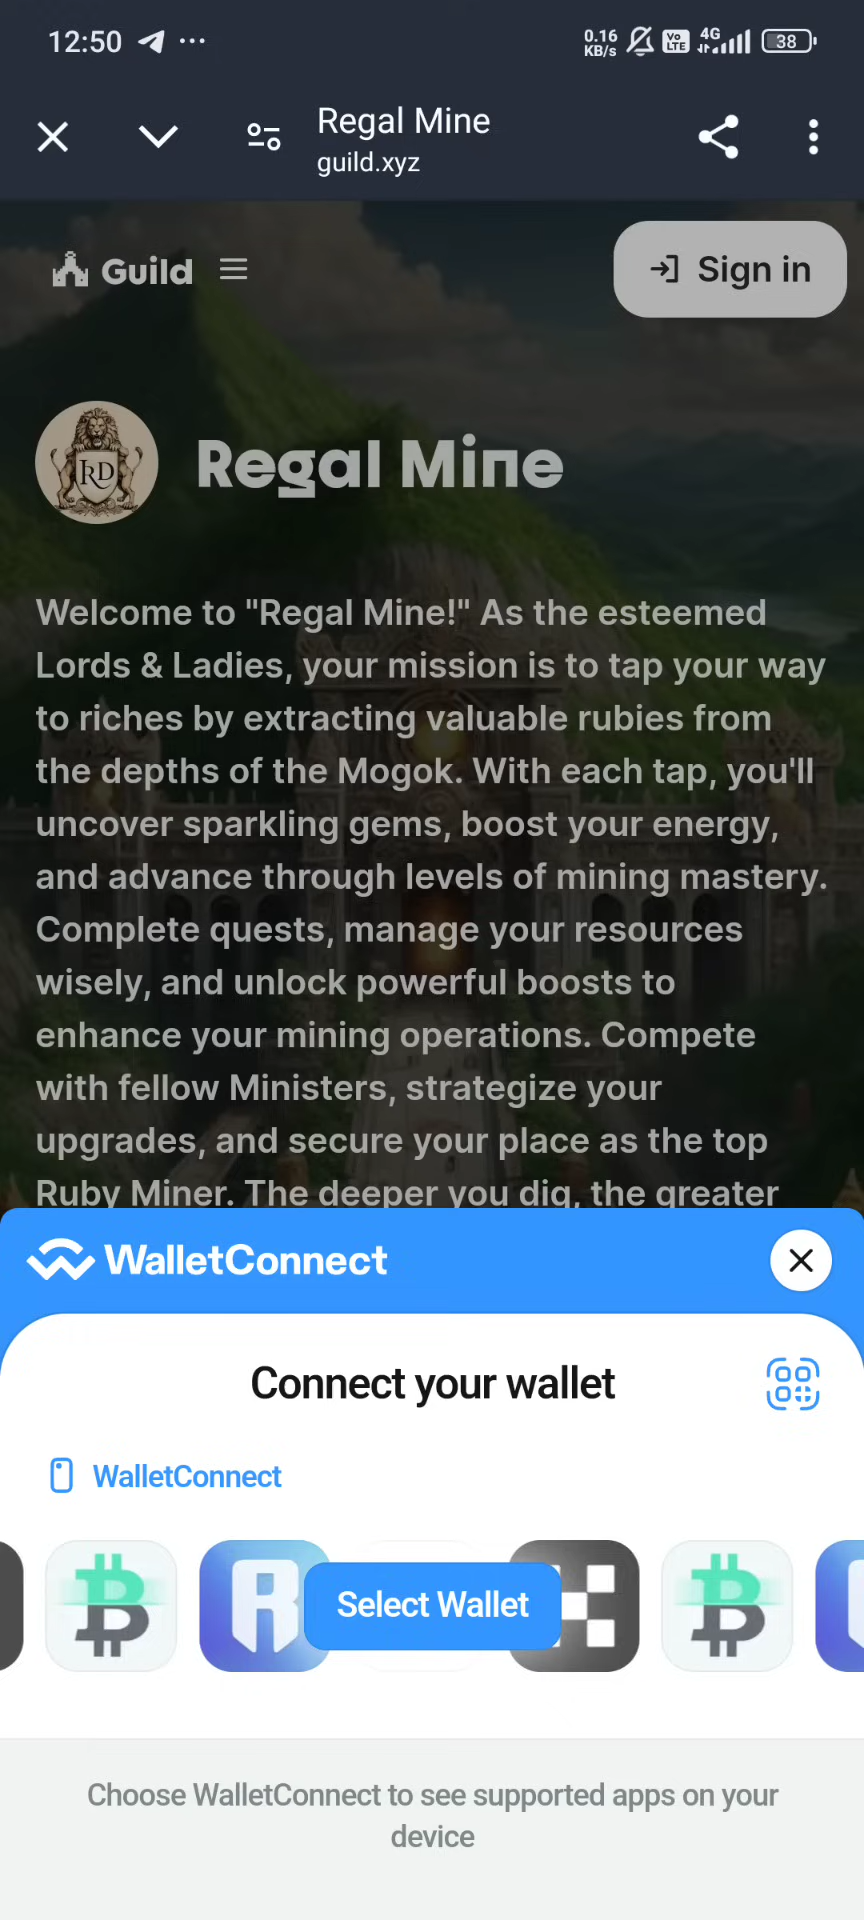 12:50
0.16
KB/s
Vo
LTE
4G
38
Regal Mine
guild.xyz
Guild
Sign in
RD
Regal Mine
Welcome to "Regal Mine!" As the esteemed
Lords & Ladies, your mission is to tap your way
to riches by extracting valuable rubies from
the depths of the Mogok. With each tap, you'll
uncover sparkling gems, boost your energy,
and advance through levels of mining mastery.
Complete quests, manage your resources
wisely, and unlock powerful boosts to
enhance your mining operations. Compete
with fellow Ministers, strategize your
upgrades, and secure your place as the top
Ruby Miner. The deeper you dig, the greater
WalletConnect
Connect your wallet
WalletConnect
Select Wallet
Choose WalletConnect to see supported apps on your
device